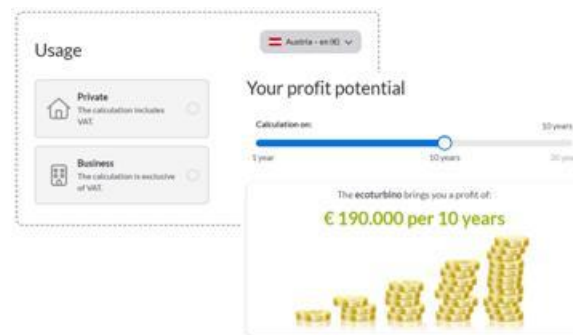 Usage
Austria - en (€)
Private
The calculation includes
VAT.
Business
The calculation is exclusive
of VAT.
Your profit potential
Calculation on:
10 years
1 year
10 years
The ecoturbino brings you a profit of:
€ 190.000 per 10 years